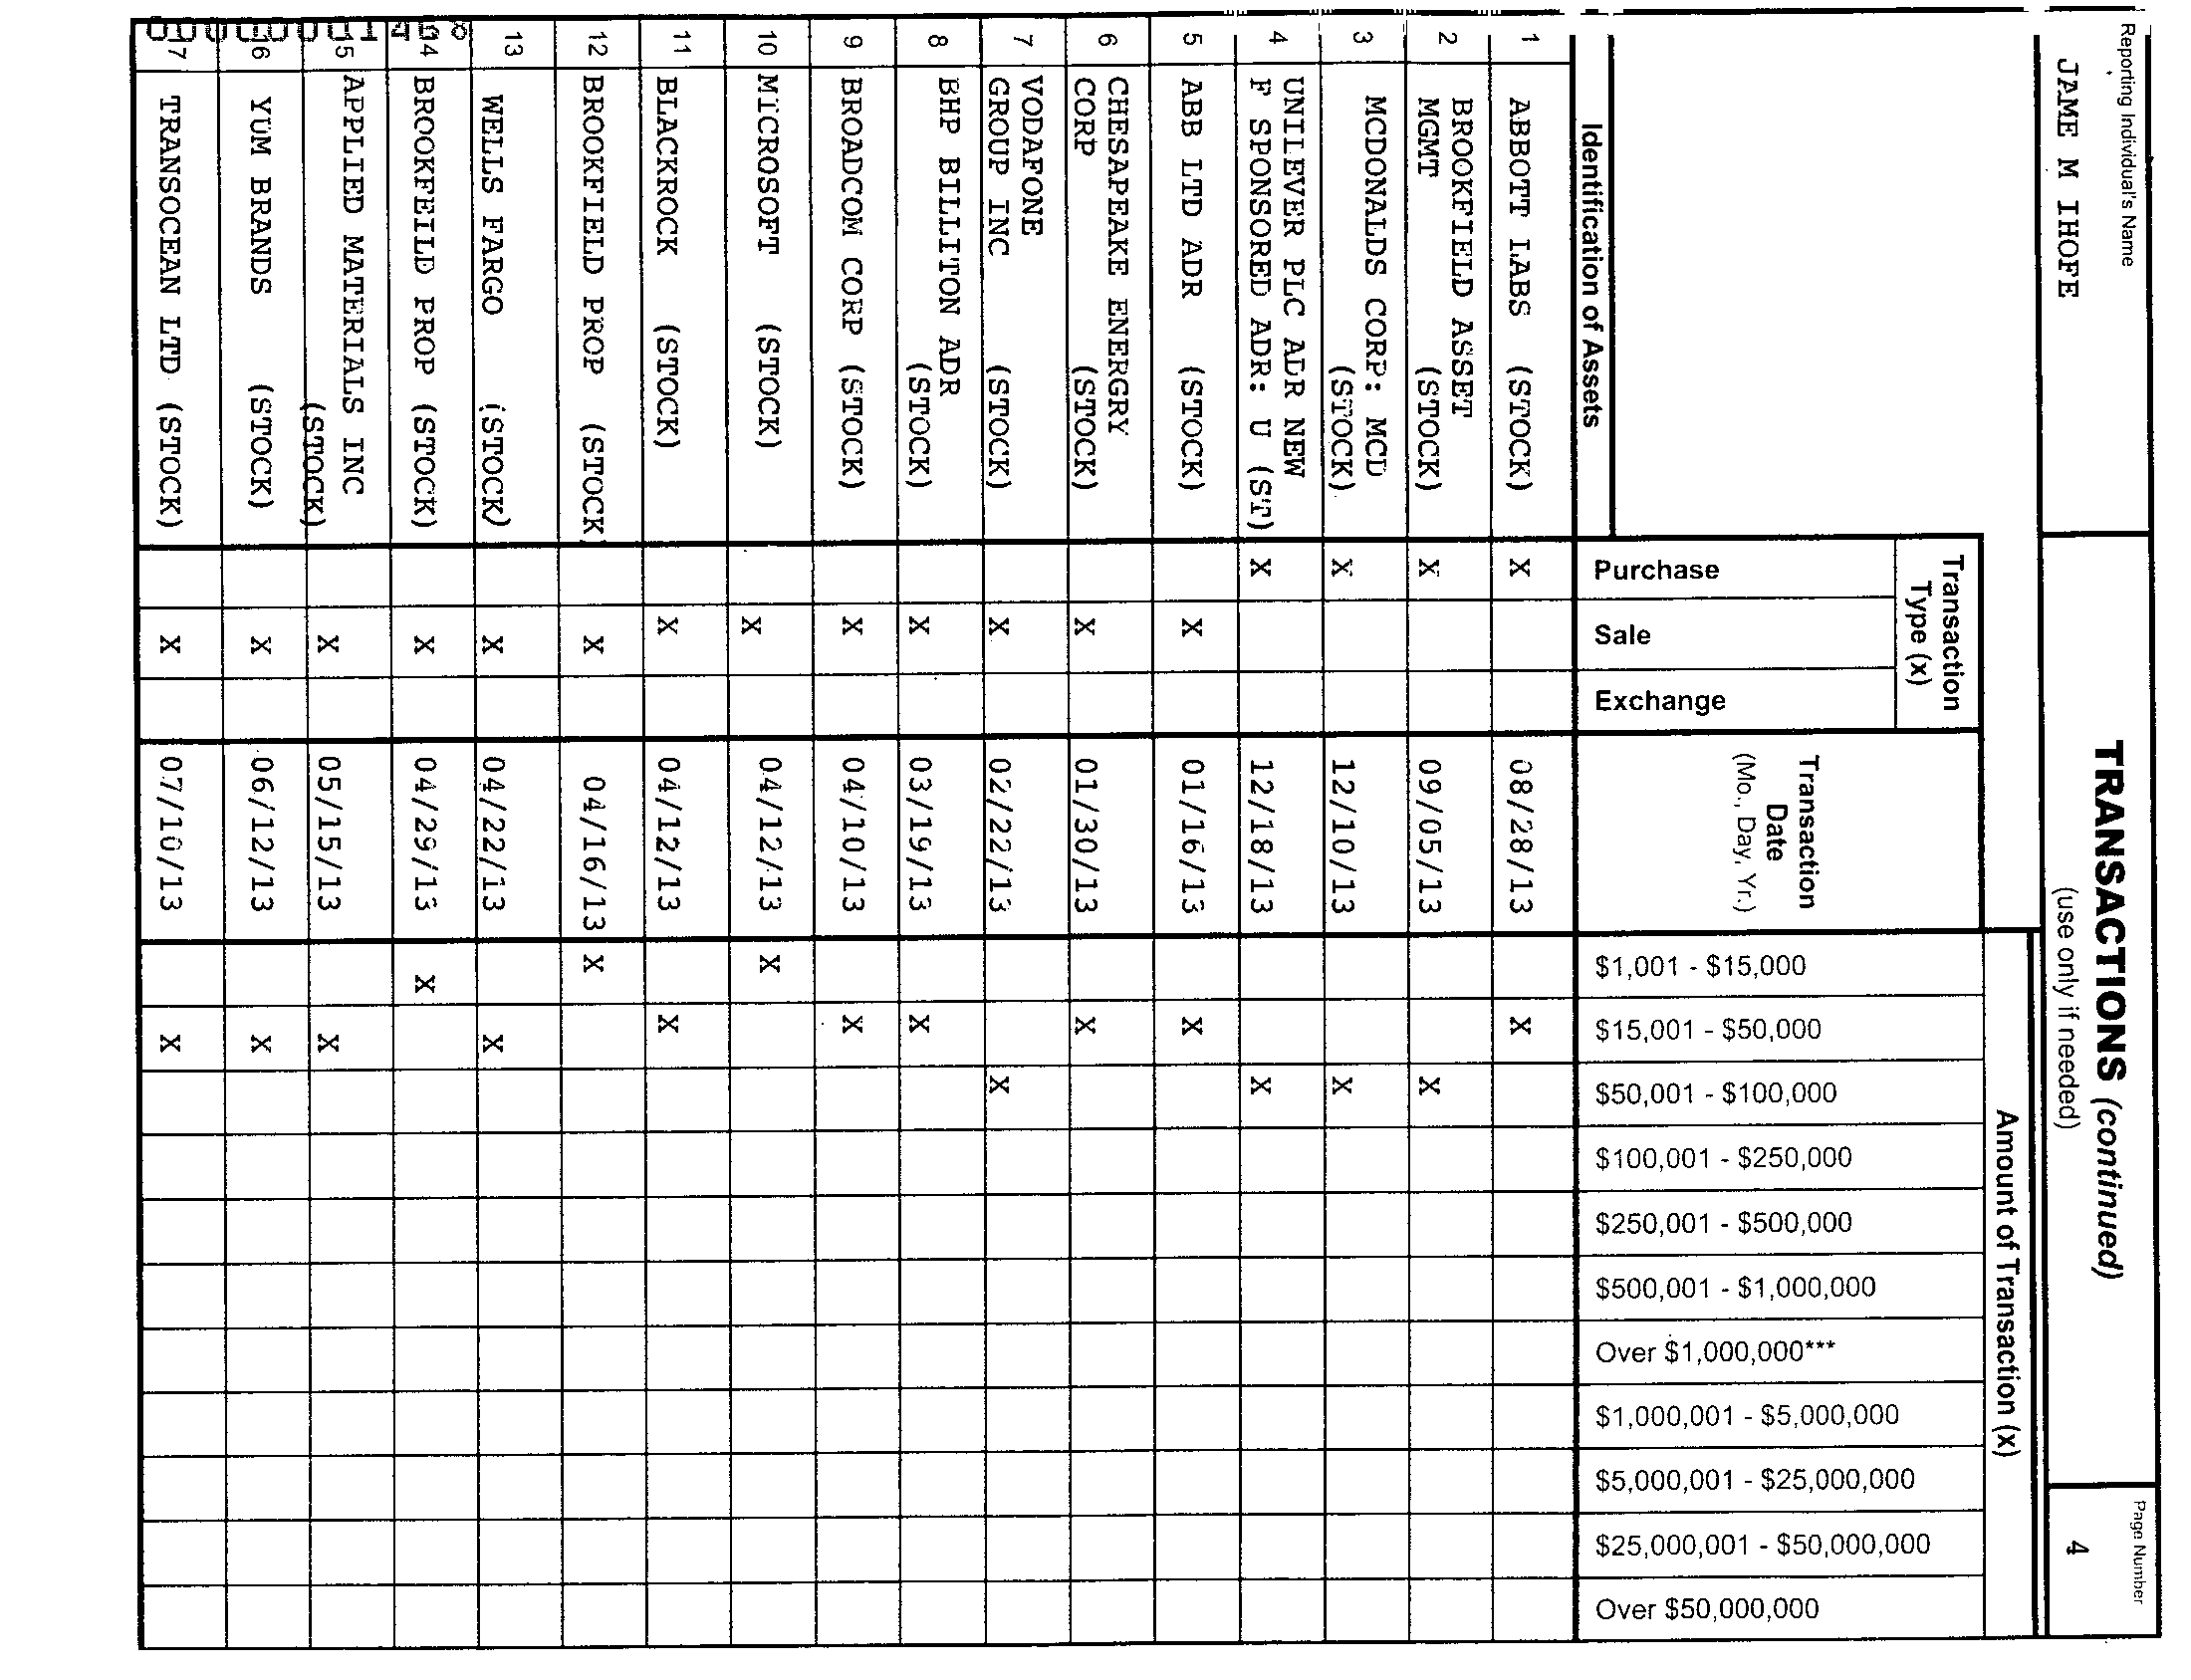 Reporting Individual's Name
JAME M IHOFE
TRANSACTIONS (continued)
(use only if needed)
Page Number
4
Identification of Assets
Transaction
Type (x)
Purchase
Sale
Exchange
Transaction
Date
(Mo., Day, Yr.)
Amount of Transaction (x)
$1,001 - $15,000
$15,001 - $50,000
$50,001 - $100,000
$100,001 - $250,000
$250,001 - $500,000
$500,001 - $1,000,000
Over $1,000,000***
$1,000,001 - $5,000,000
$5,000,001 - $25,000,000
$25,000,001 - $50,000,000
Over $50,000,000
1 ABBOTT LABS (STOCK) X 08/28/13 X
2 BROOKFIELD ASSET
MGMT (STOCK) X 09/05/13 X
3 MCDONALDS CORP: MCD
(STOCK) X 12/10/13 X
4 UNILEVER PLC ADR NEW
F SPONSORED ADR: U (ST) X 12/18/13 X
5 ABB LTD ADR (STOCK) X 01/16/13 X
6 CHESAPEAKE ENERGRY
CORP (STOCK) X 01/30/13 X
7 VODAFONE
GROUP INC (STOCK) X 02/22/13 X
8 BHP BILLITON ADR
(STOCK) X 03/19/13 X
9 BROADCOM CORP (STOCK) X 04/10/13 X
10 MICROSOFT (STOCK) X 04/12/13 X
11 BLACKROCK (STOCK) X 04/12/13 X
12 BROOKFIELD PROP (STOCK X 04/16/13 X
13 WELLS FARGO (STOCK) X 04/22/13 X
14 BROOKFEILD PROP (STOCK) X 04/29/13 X
15 APPLIED MATERIALS INC
(STOCK) X 05/15/13 X
16 YUM BRANDS (STOCK) X 06/12/13 X
17 TRANSOCEAN LTD (STOCK) X 07/10/13 X